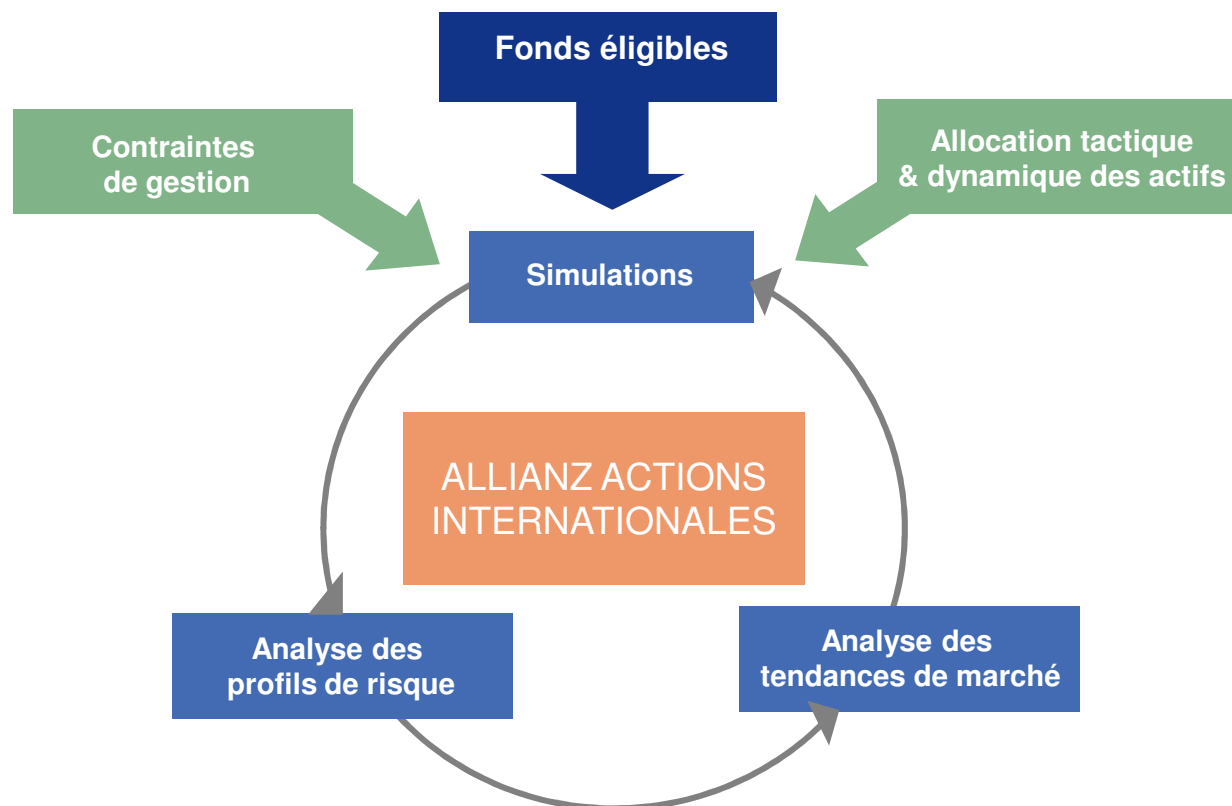 Fonds éligibles
Contraintes
de gestion
Allocation tactique
& dynamique des actifs
Simulations
ALLIANZ ACTIONS
INTERNATIONALES
Analyse des
profils de risque
Analyse des
tendances de marché